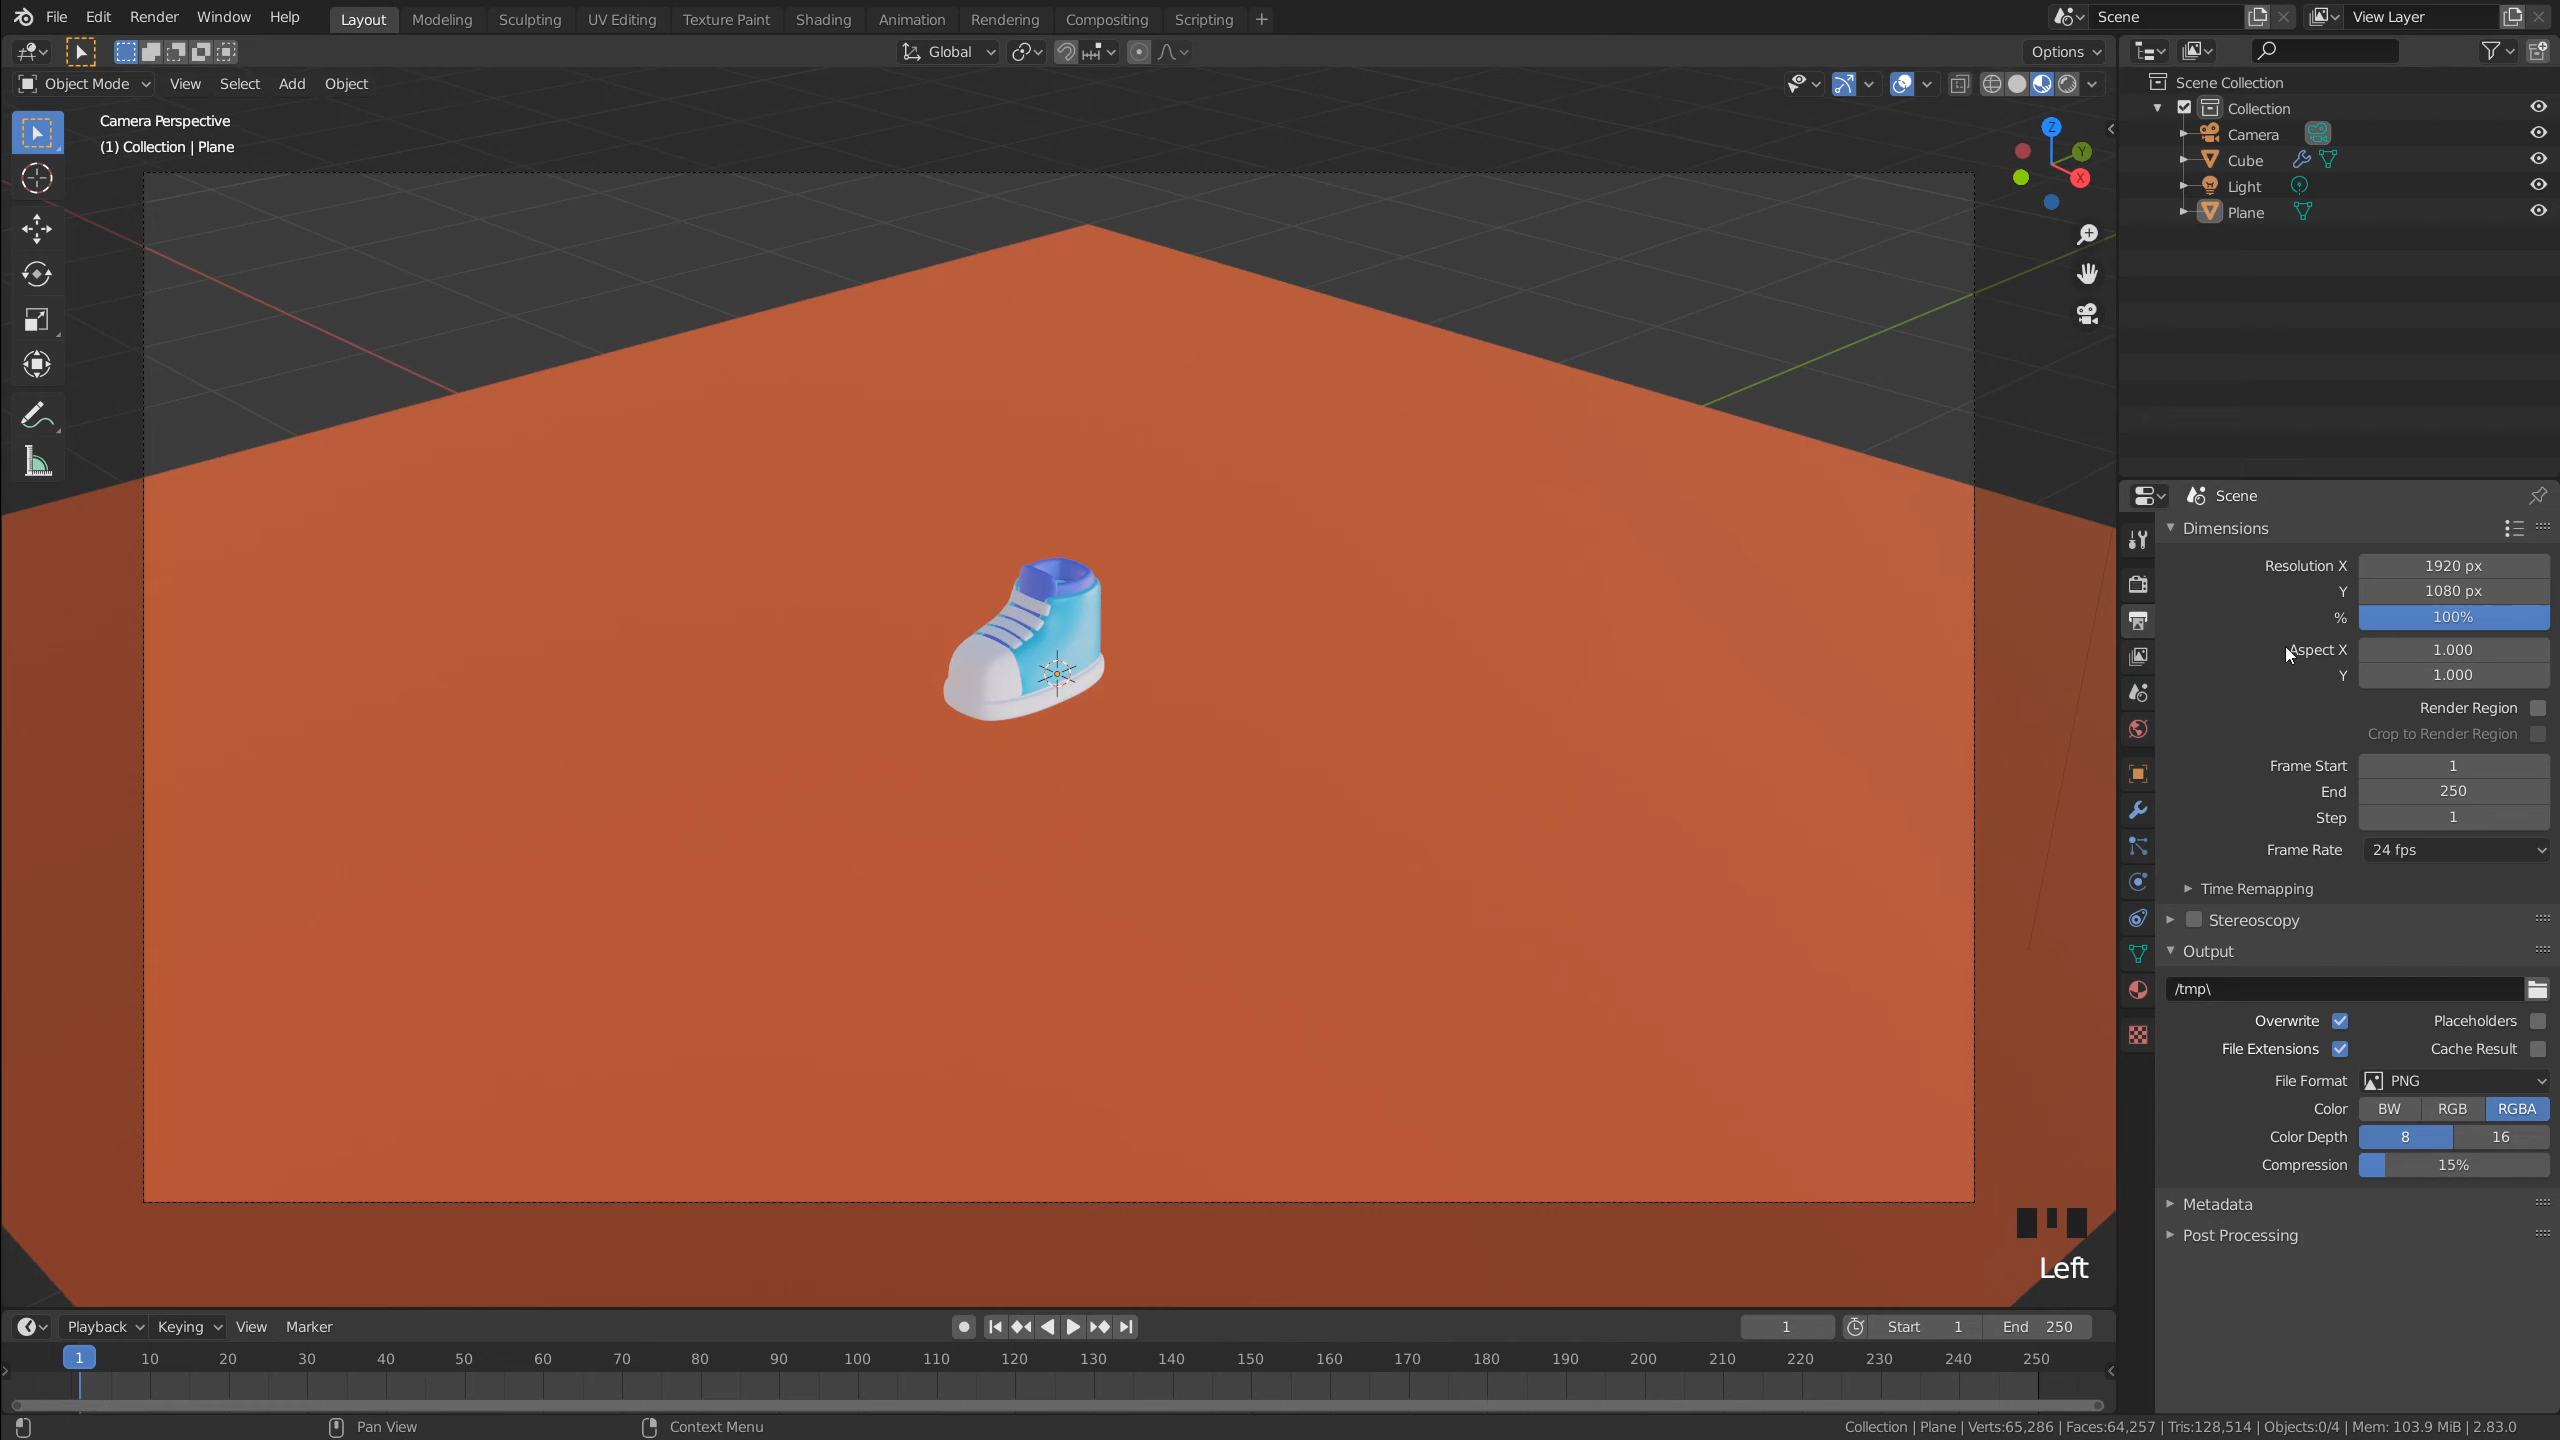 File Edit Render Window Help Layout Modeling Sculpting UV Editing Texture Paint Shading Animation Rendering Compositing Scripting + Scene View Layer
Global Options
Object Mode View Select Add Object
Camera Perspective
(1) Collection | Plane
Z
Y
X
Scene Collection
Collection
Camera
Cube
Light
Plane
Scene
Dimensions
Resolution X 1920 px
Y 1080 px
% 100%
Aspect X 1.000
Y 1.000
Render Region
Crop to Render Region
Frame Start 1
End 250
Step 1
Frame Rate 24 fps
Time Remapping
Stereoscopy
Output
/tmp\
Overwrite Placeholders
File Extensions Cache Result
File Format PNG
Color BW RGB RGBA
Color Depth 8 16
Compression 15%
Metadata
Post Processing
Left
Playback Keying View Marker 1 Start 1 End 250
1 10 20 30 40 50 60 70 80 90 100 110 120 130 140 150 160 170 180 190 200 210 220 230 240 250
Pan View Context Menu Collection | Plane | Verts:65,286 | Faces:64,257 | Tris:128,514 | Objects:0/4 | Mem: 103.9 MiB | 2.83.0